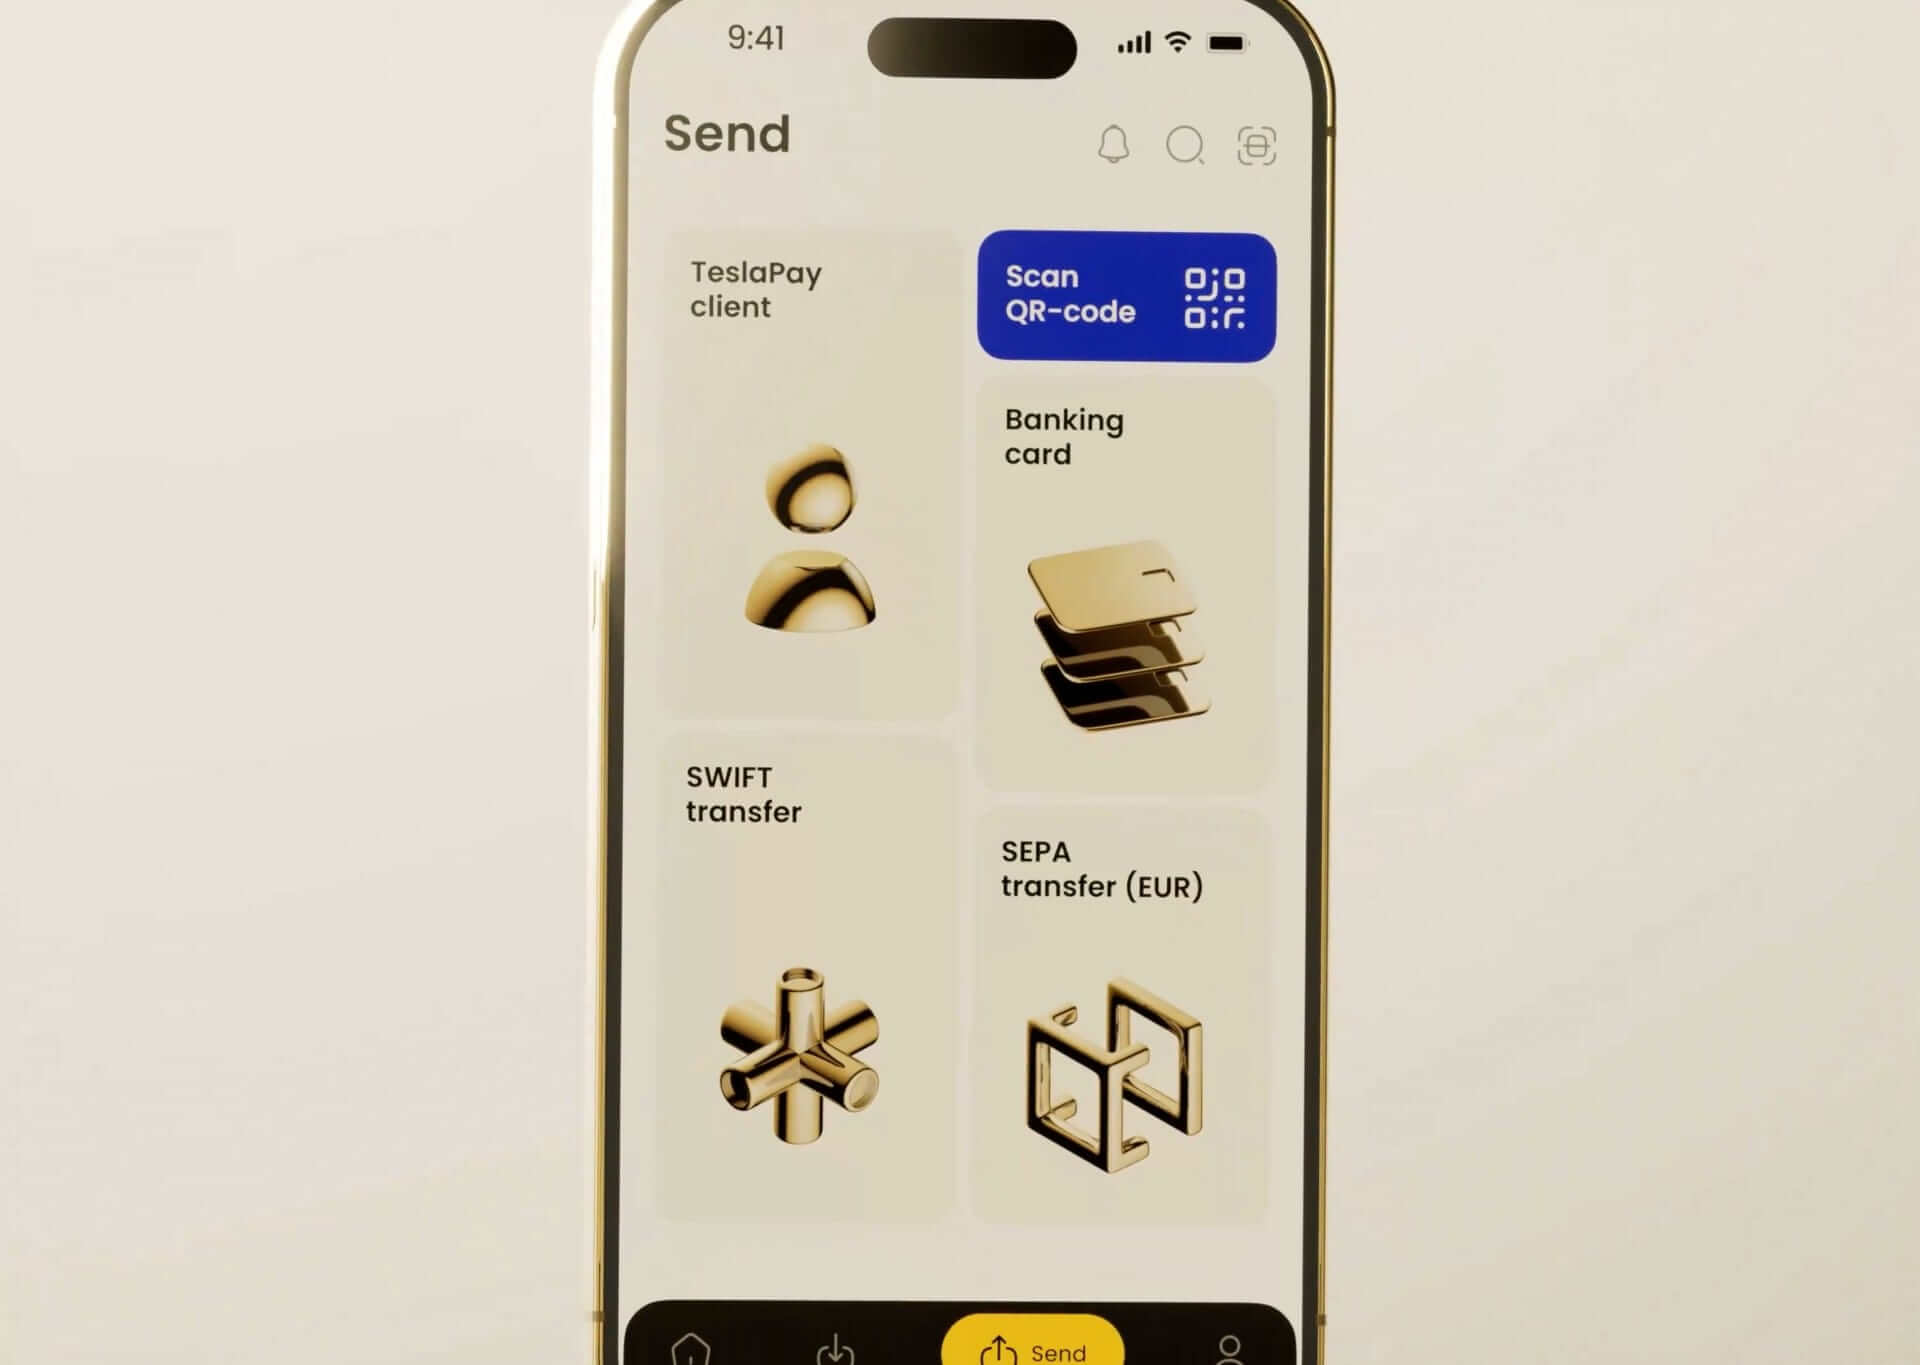 9:41
Send
TeslaPay
client
Scan
QR-code
Banking
card
SWIFT
transfer
SEPA
transfer (EUR)
Send